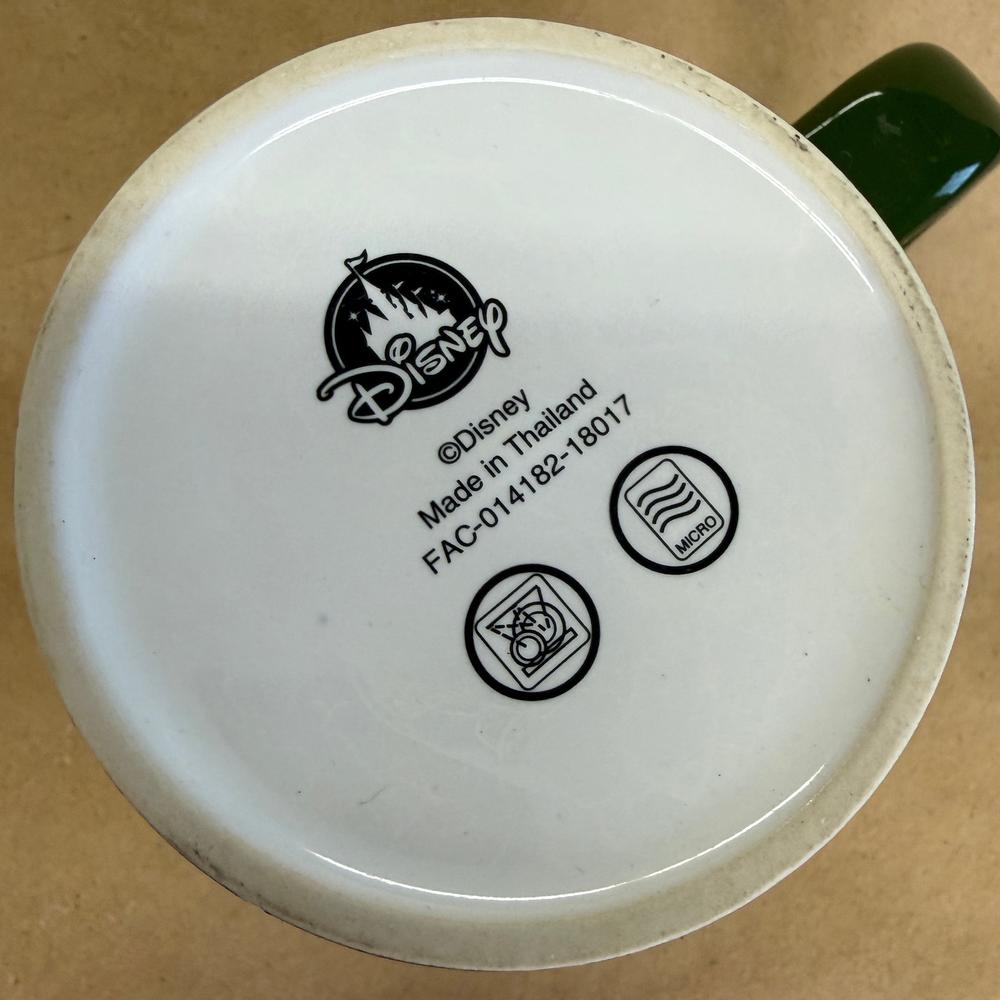 Disney
©Disney
Made in Thailand
FAC-014182-18017
MICRO